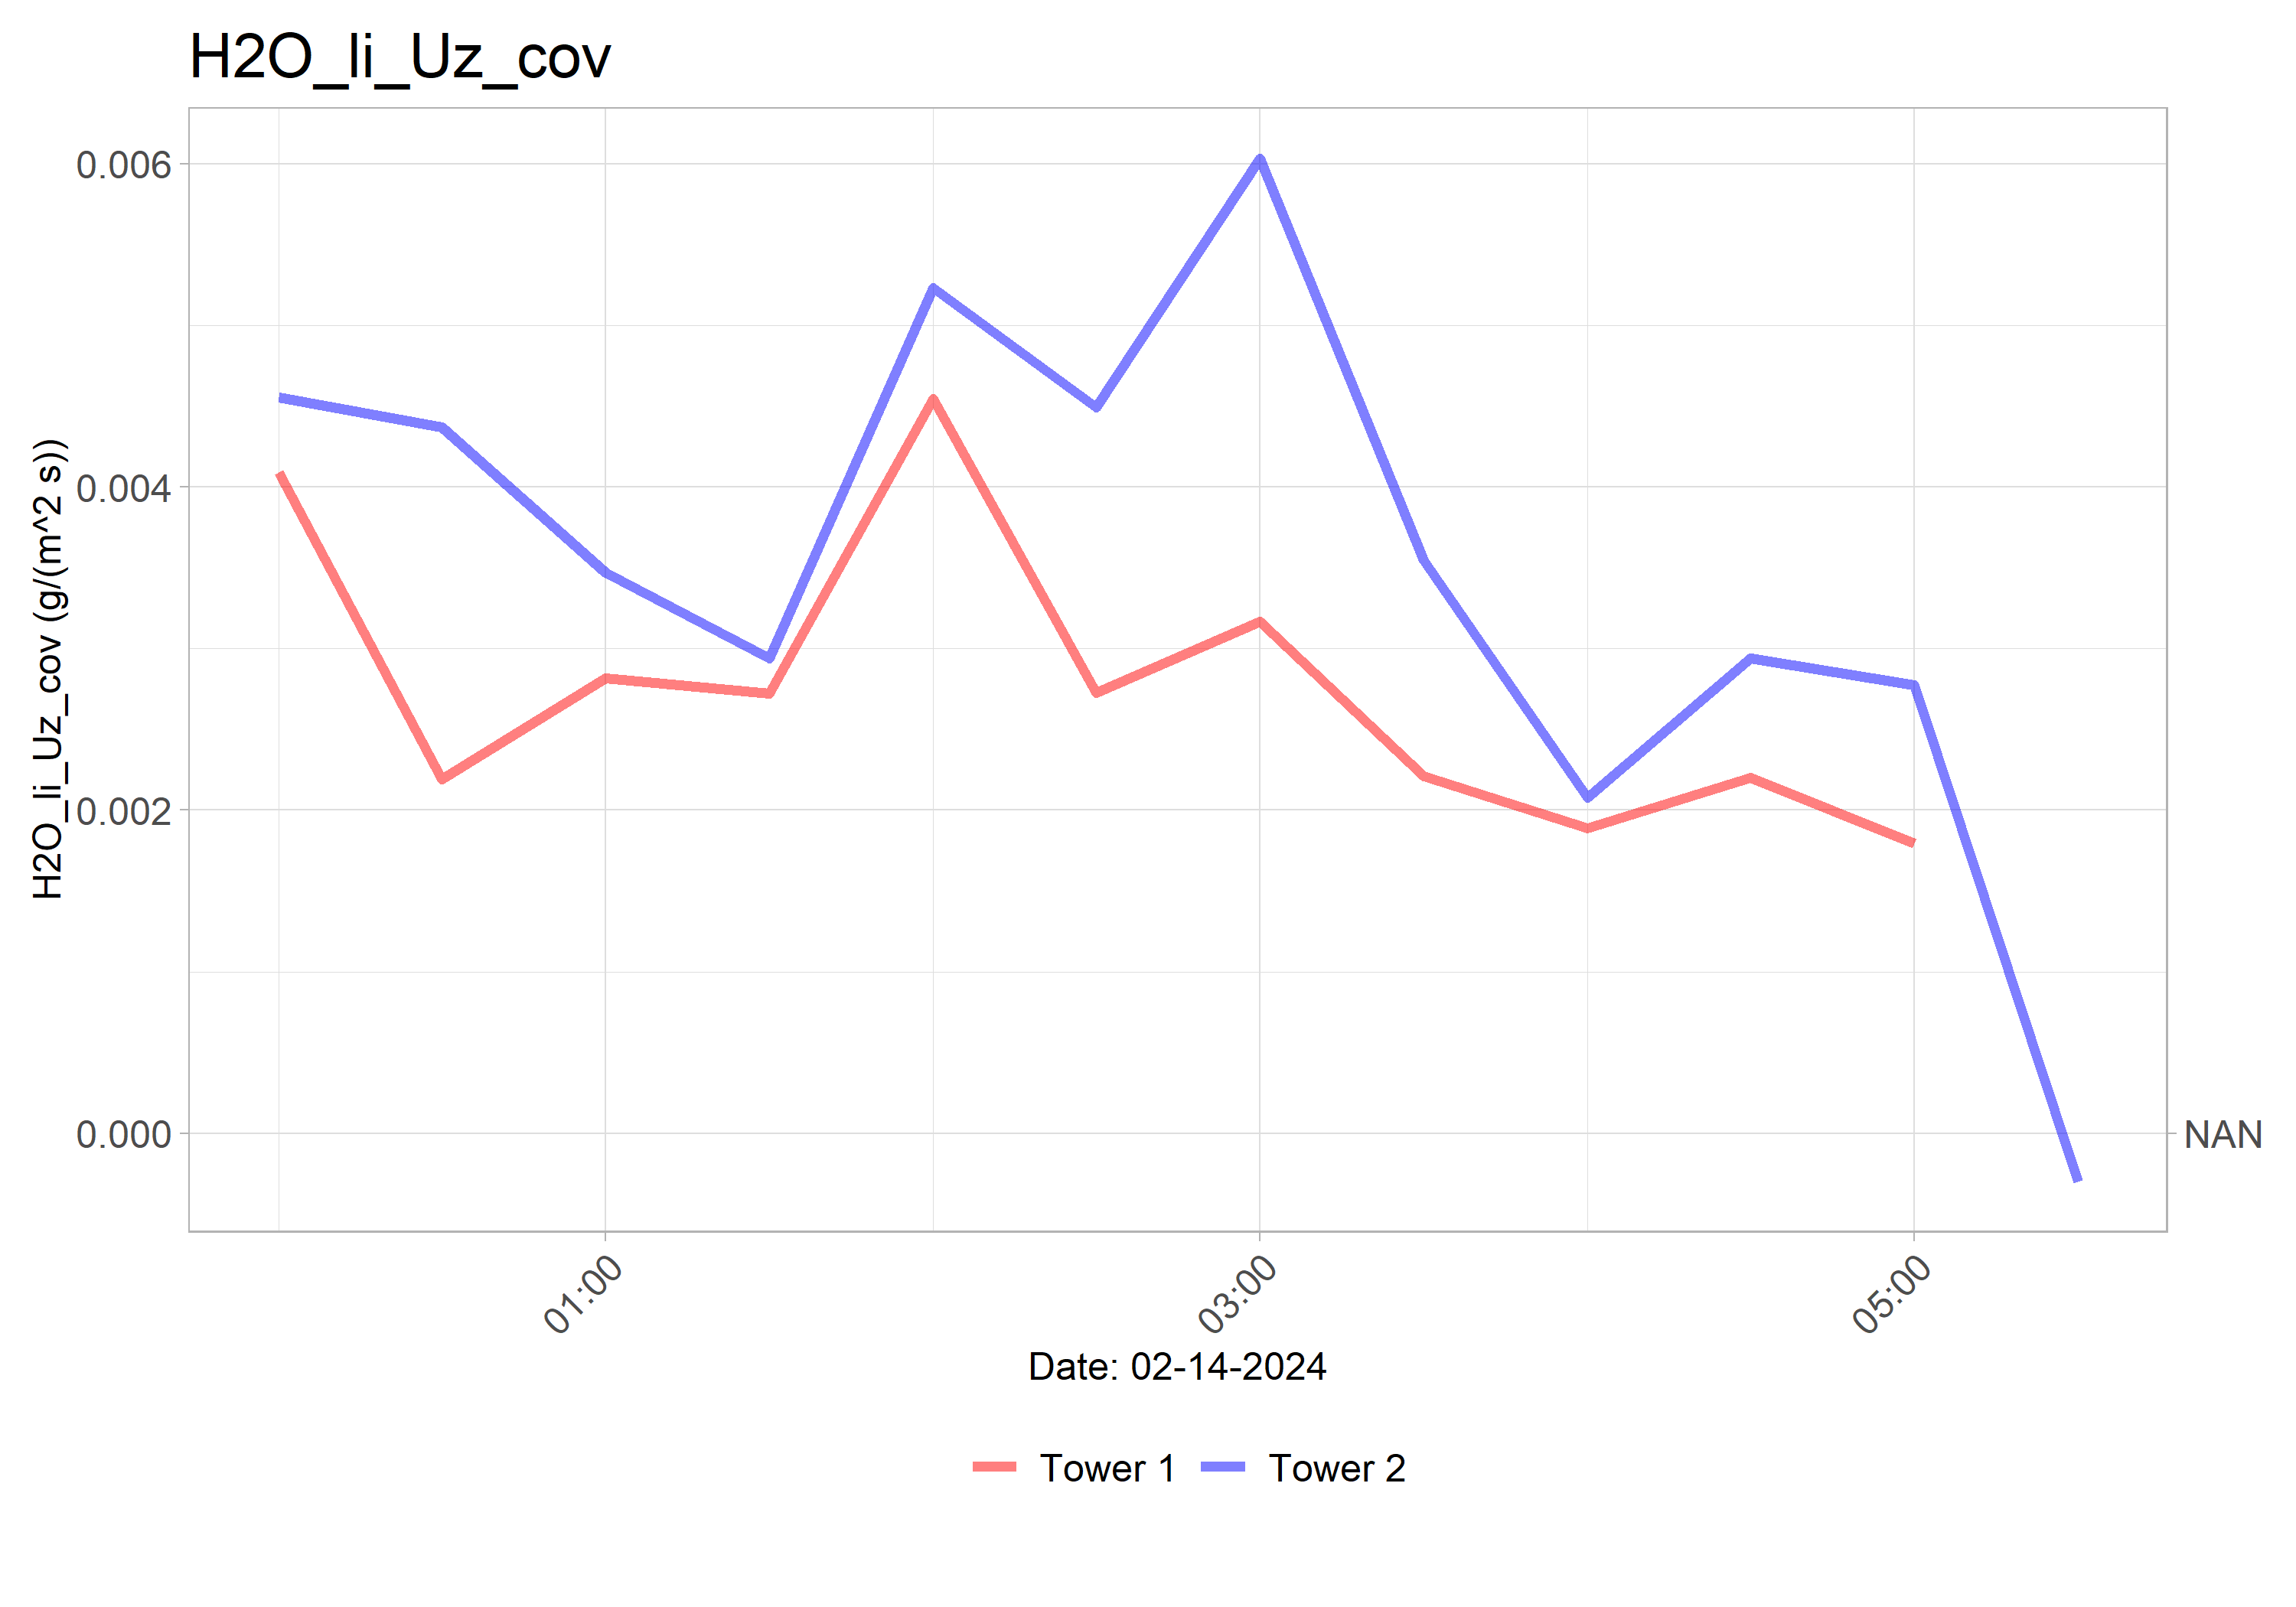 H2O_li_Uz_cov
H2O_li_Uz_cov (g/(m^2 s))
0.006
0.004
0.002
0.000
NAN
01:00
03:00
05:00
Date: 02-14-2024
Tower 1
Tower 2